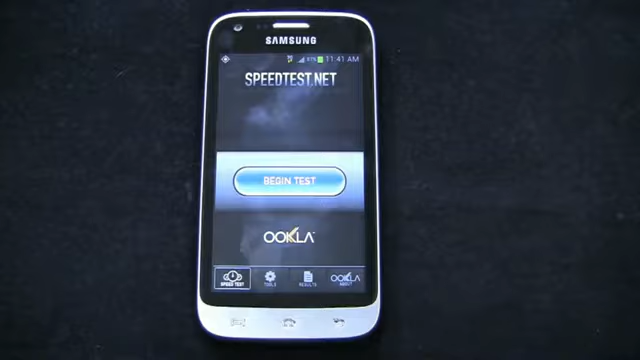 SAMSUNG
11:41 AM
SPEEDTEST.NET
BEGIN TEST
OOKLA
SPEED TEST
TOOLS
RESULTS
OOKLA
ABOUT